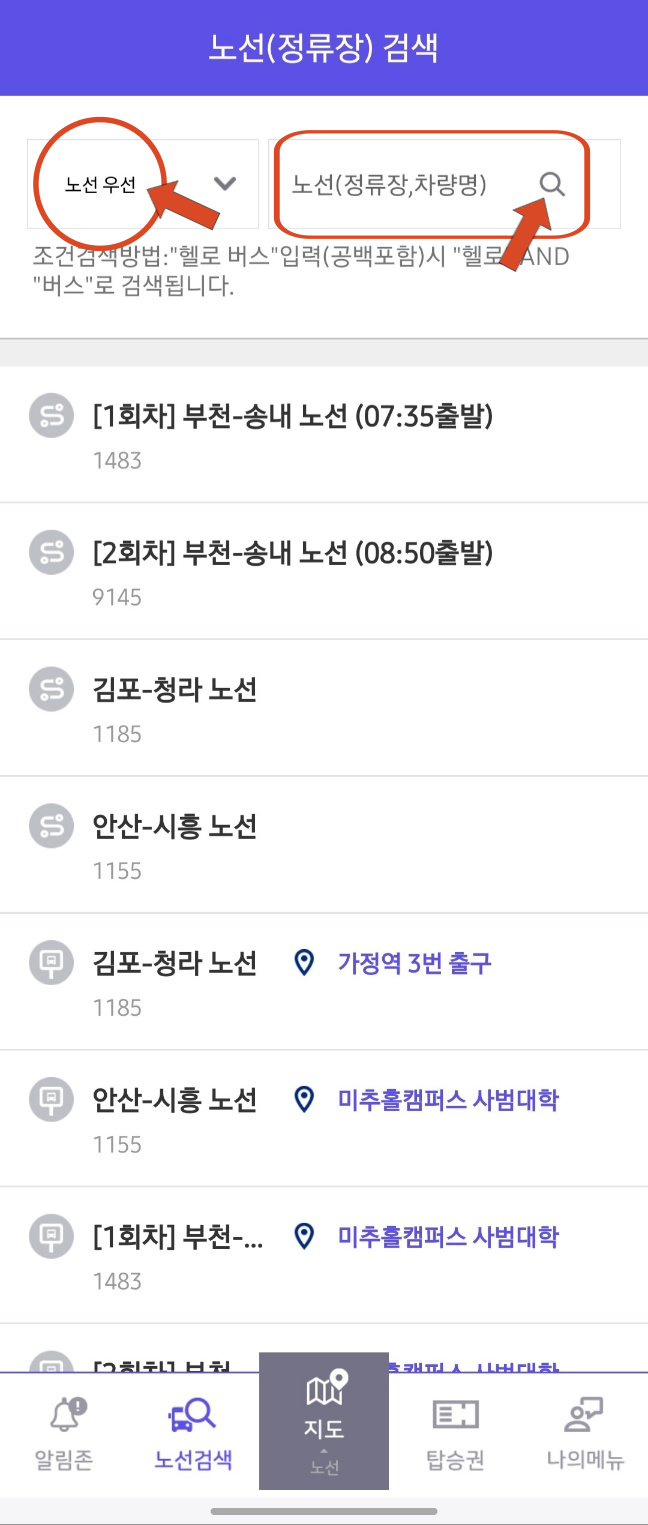 노선(정류장) 검색
노선 우선
노선(정류장,차량명)
조건검색방법:"헬로 버스"입력(공백포함)시 "헬로 AND
"버스"로 검색됩니다.
[1회차] 부천-송내 노선 (07:35출발)
1483
[2회차] 부천-송내 노선 (08:50출발)
9145
김포-청라 노선
1185
안산-시흥 노선
1155
김포-청라 노선 가정역 3번 출구
1185
안산-시흥 노선 미추홀캠퍼스 사범대학
1155
[1회차] 부천-... 미추홀캠퍼스 사범대학
1483
[2회차] 부천
지도
노선
알림존
노선검색
탑승권
나의메뉴